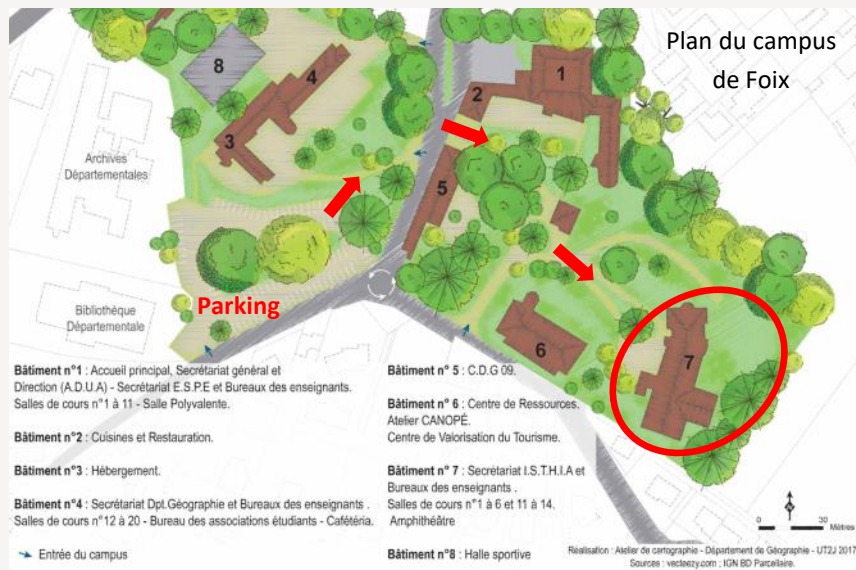 Plan du campus
de Foix
8
4
3
1
2
5
6
7
Archives
Départementales
Bibliothèque
Départementale
Parking
Bâtiment n°1 : Accueil principal, Secrétariat général et
Direction (A.D.U.A) - Secrétariat E.S.P.E et Bureaux des enseignants.
Salles de cours n°1 à 11 - Salle Polyvalente.
Bâtiment n°2 : Cuisines et Restauration.
Bâtiment n°3 : Hébergement.
Bâtiment n°4 : Secrétariat Dpt.Géographie et Bureaux des enseignants .
Salles de cours n°12 à 20 - Bureau des associations étudiants - Cafétéria.
Entrée du campus
Bâtiment n° 5 : C.D.G 09.
Bâtiment n° 6 : Centre de Ressources.
Atelier CANOPÉ.
Centre de Valorisation du Tourisme.
Bâtiment n° 7 : Secrétariat I.S.T.H.I.A et
Bureaux des enseignants .
Salles de cours n°1 à 6 et 11 à 14.
Amphithéâtre
Bâtiment n°8 : Halle sportive
N
0 30
Mètres
Réalisation : Atelier de cartographie - Département de Géographie - UT2J 2017
Sources : vecteezy.com ; IGN BD Parcellaire.